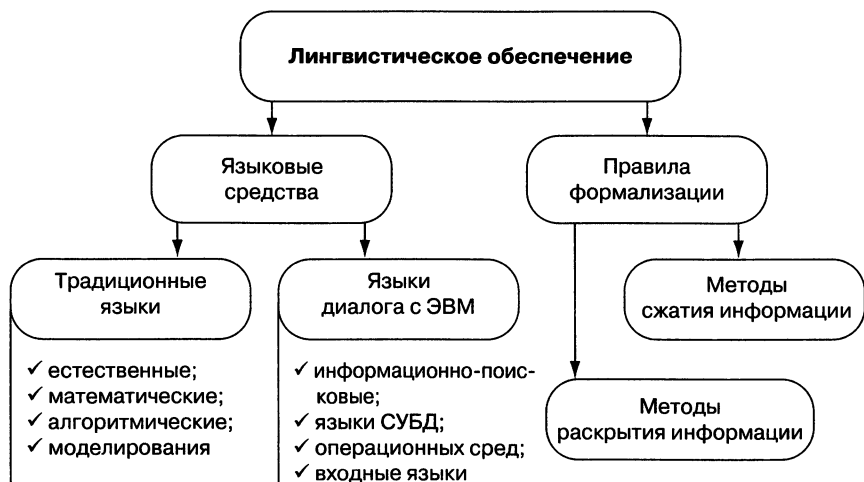 Лингвистическое обеспечение
Языковые
средства
Правила
формализации
Традиционные
языки
Языки
диалога с ЭВМ
Методы
сжатия информации
✓ естественные;
✓ математические;
✓ алгоритмические;
✓ моделирования
✓ информационно-поис-
ковые;
✓ языки СУБД;
✓ операционных сред;
✓ входные языки
Методы
раскрытия информации